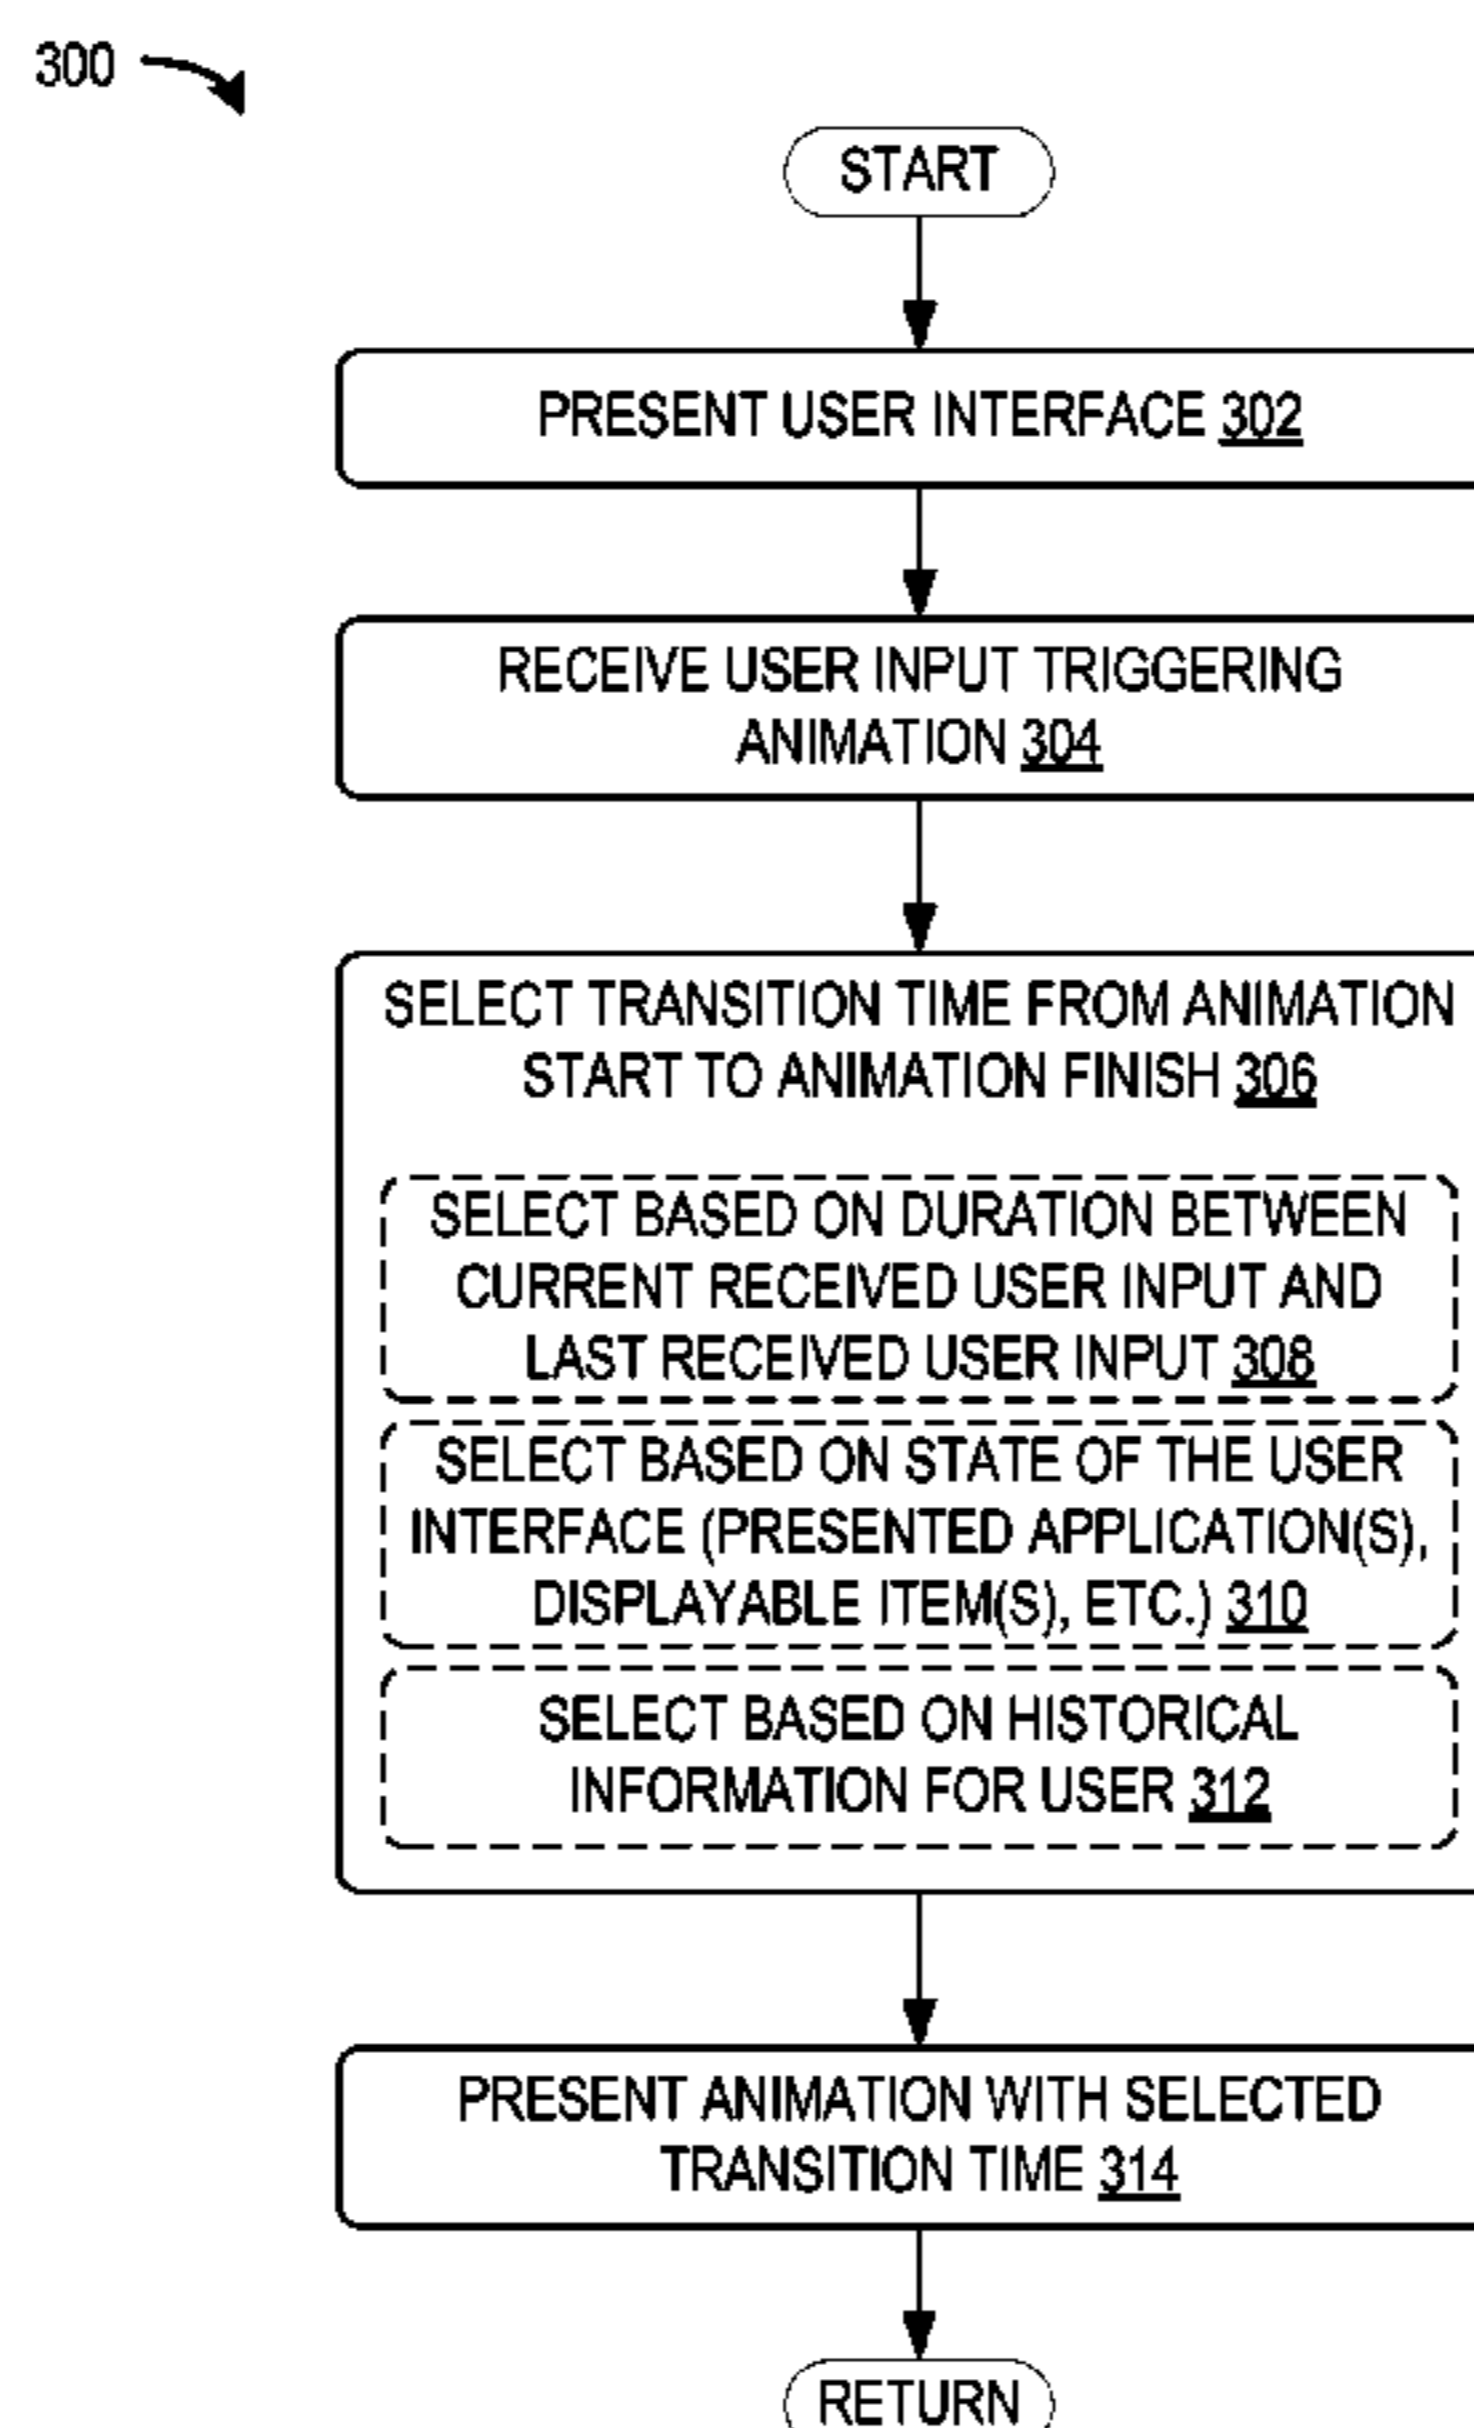 300
START
PRESENT USER INTERFACE 302
RECEIVE USER INPUT TRIGGERING
ANIMATION 304
SELECT TRANSITION TIME FROM ANIMATION
START TO ANIMATION FINISH 306
SELECT BASED ON DURATION BETWEEN
CURRENT RECEIVED USER INPUT AND
LAST RECEIVED USER INPUT 308
SELECT BASED ON STATE OF THE USER
INTERFACE (PRESENTED APPLICATION(S),
DISPLAYABLE ITEM(S), ETC.) 310
SELECT BASED ON HISTORICAL
INFORMATION FOR USER 312
PRESENT ANIMATION WITH SELECTED
TRANSITION TIME 314
RETURN